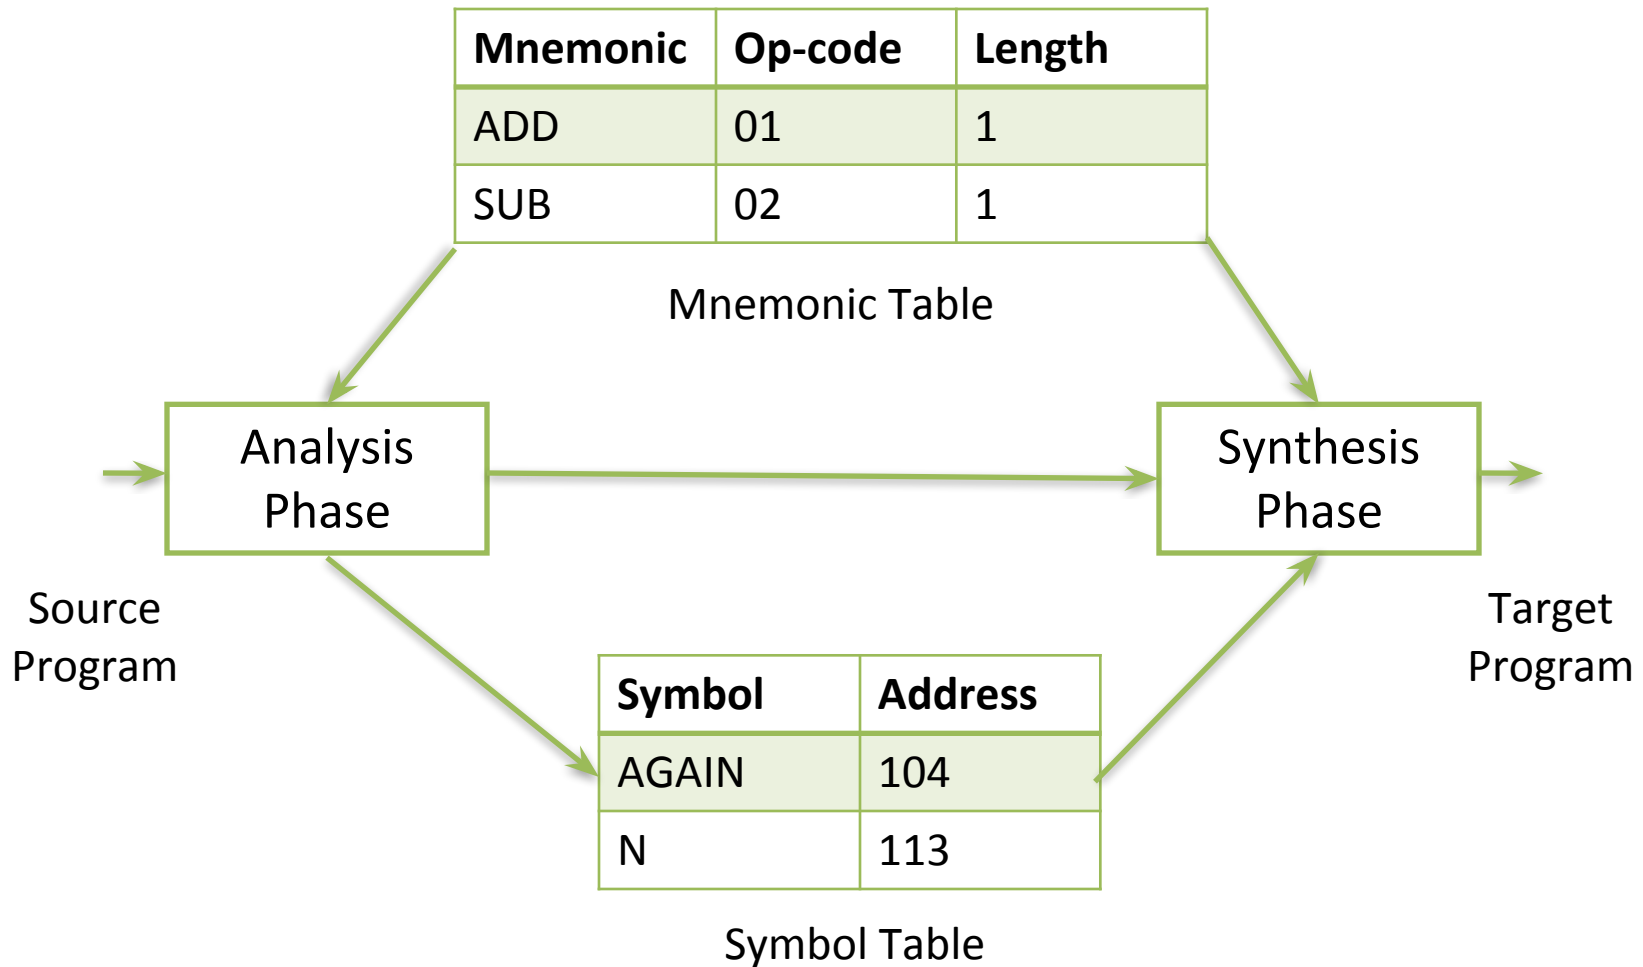 Mnemonic Op-code Length
ADD 01 1
SUB 02 1
Mnemonic Table
Analysis
Phase
Synthesis
Phase
Source
Program
Target
Program
Symbol Address
AGAIN 104
N 113
Symbol Table